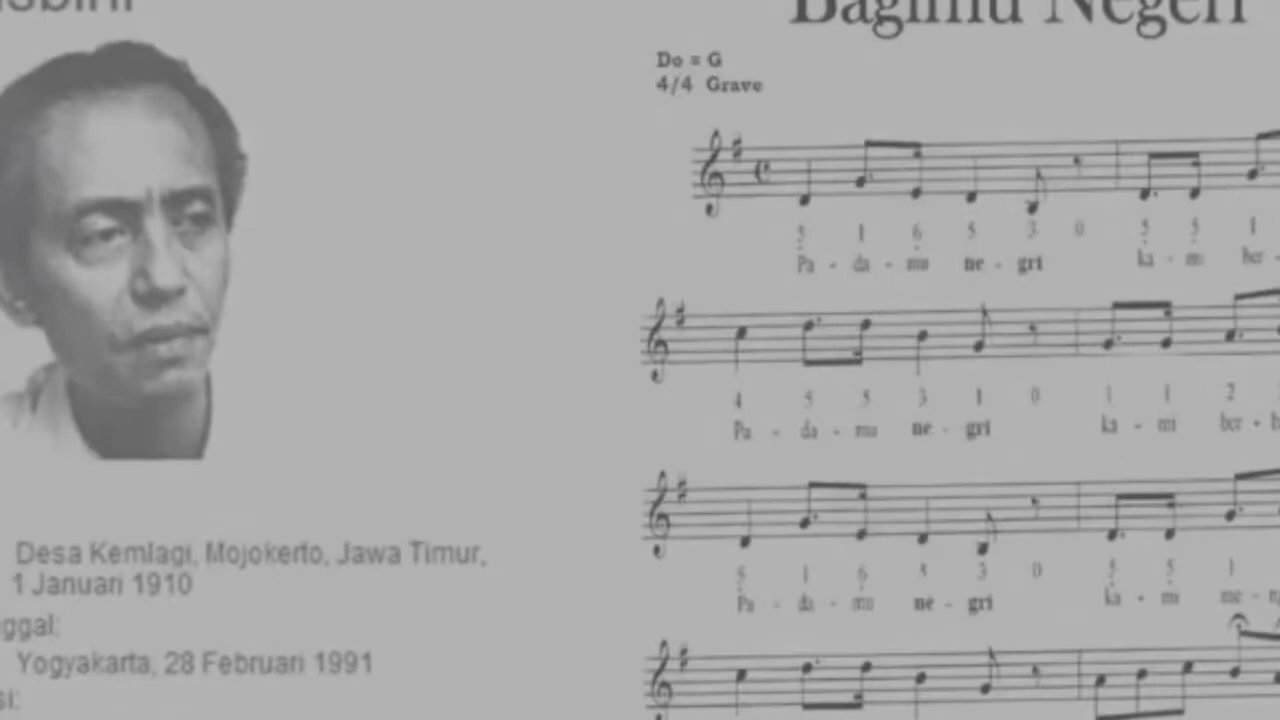 Bagimu Negeri
Do = G
4/4 Grave
5 1 6 5 3 0 5 5 1
Pa - da - mu ne - gri ka - mi ber -
4 5 5 3 1 0 1 1 2
Pa - da - mu ne - gri ka - mi ber - b
5 1 6 5 3 0 5 5 1
Pa - da - mu ne - gri ka - mi me - n
Desa Kemlagi, Mojokerto, Jawa Timur,
1 Januari 1910
ggal:
Yogyakarta, 28 Februari 1991
si: